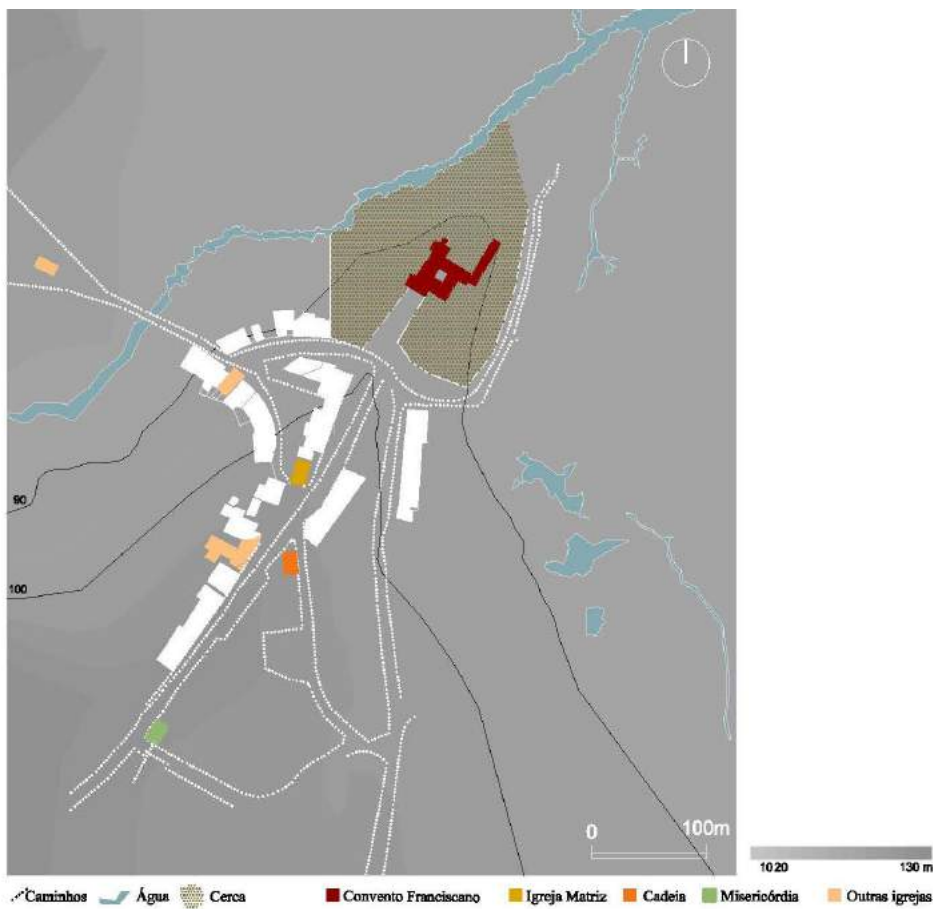 90
100
0 100m
1020 130 m
Caminhos Água Cerca Convento Franciscano Igreja Matriz Cadeia Misericórdia Outras igrejas